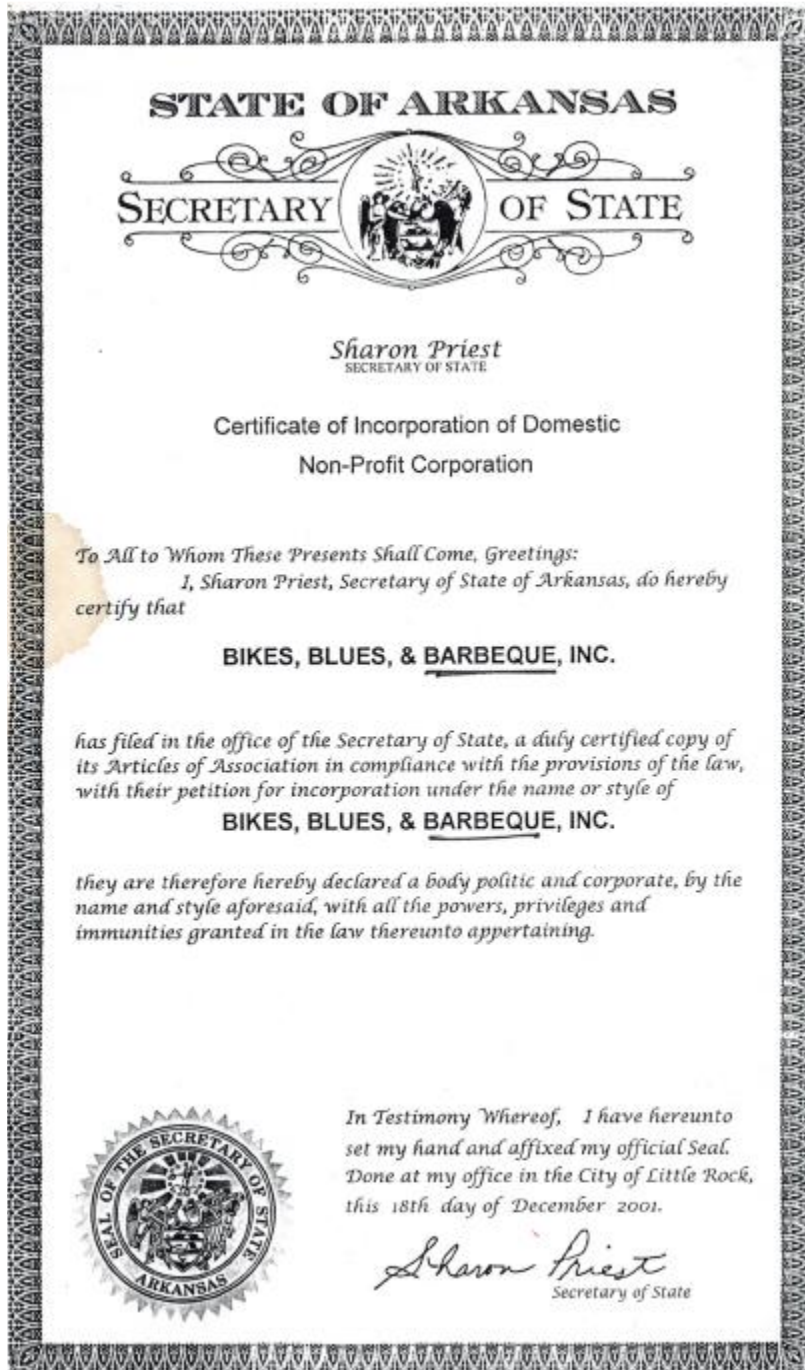 STATE OF ARKANSAS
SECRETARY OF STATE
Sharon Priest
SECRETARY OF STATE
Certificate of Incorporation of Domestic
Non-Profit Corporation
To All to Whom These Presents Shall Come, Greetings:
I, Sharon Priest, Secretary of State of Arkansas, do hereby
certify that
BIKES, BLUES, & BARBEQUE, INC.
has filed in the office of the Secretary of State, a duly certified copy of
its Articles of Association in compliance with the provisions of the law,
with their petition for incorporation under the name or style of
BIKES, BLUES, & BARBEQUE, INC.
they are therefore hereby declared a body politic and corporate, by the
name and style aforesaid, with all the powers, privileges and
immunities granted in the law thereunto appertaining.
In Testimony Whereof, I have hereunto
set my hand and affixed my official Seal.
Done at my office in the City of Little Rock,
this 18th day of December 2001.
Sharon Priest
Secretary of State
SEAL OF THE SECRETARY OF STATE
ARKANSAS